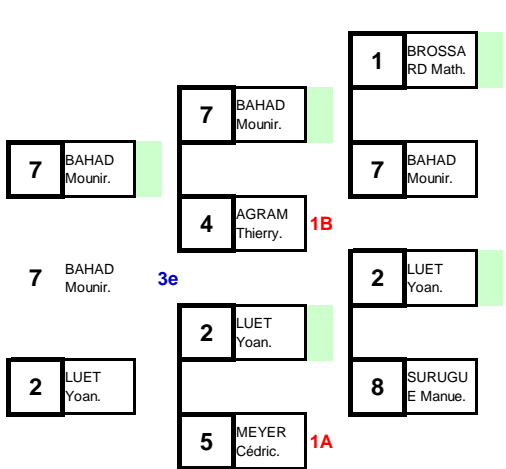 1 BROSSA
RD Math.
7 BAHAD
Mounir.
7 BAHAD
Mounir.
7 BAHAD
Mounir.
4 AGRAM
Thierry.
1B
7 BAHAD
Mounir.
3e
2 LUET
Yoan.
2 LUET
Yoan.
2 LUET
Yoan.
8 SURUGU
E Manue.
5 MEYER
Cédric.
1A